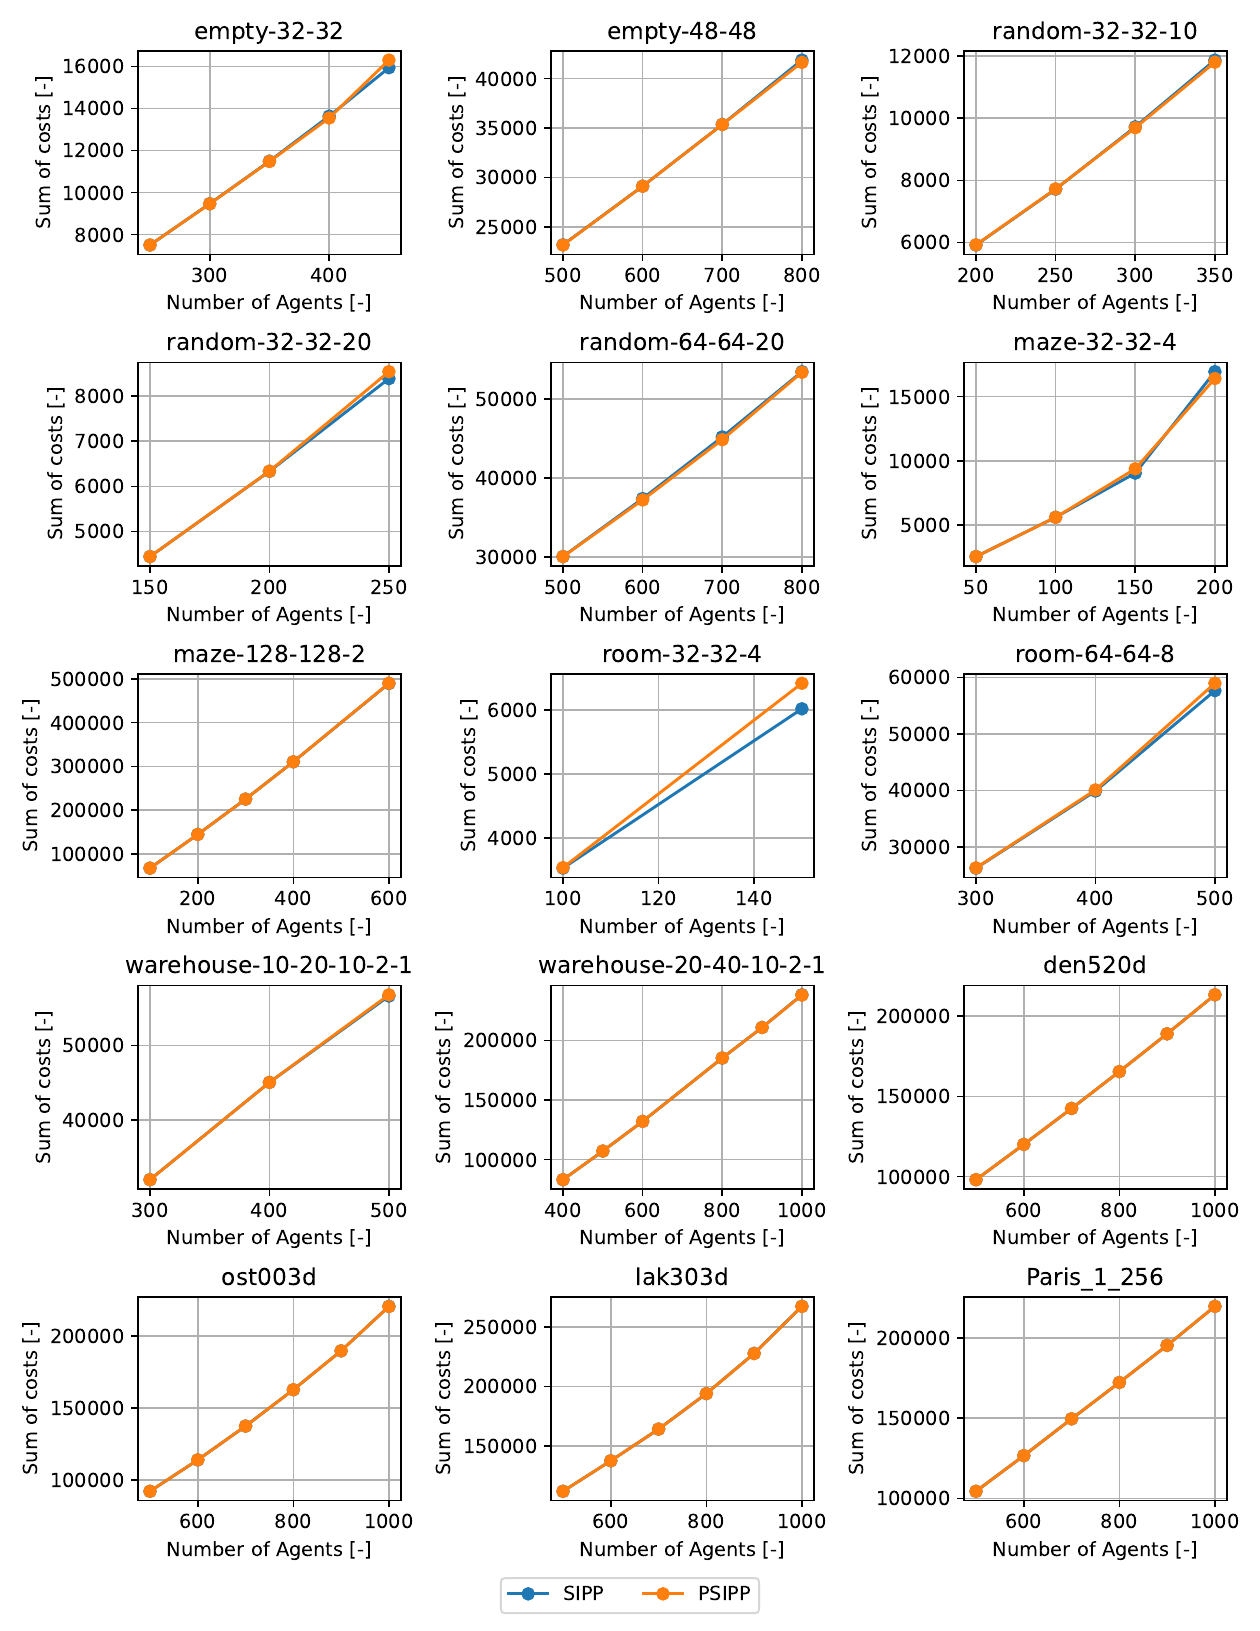 empty-32-32
empty-48-48
random-32-32-10
Sum of costs [-]
16000
14000
12000
10000
8000
300
400
Number of Agents [-]
Sum of costs [-]
40000
35000
30000
25000
500
600
700
800
Number of Agents [-]
Sum of costs [-]
12000
10000
8000
6000
200
250
300
350
Number of Agents [-]
random-32-32-20
random-64-64-20
maze-32-32-4
Sum of costs [-]
8000
7000
6000
5000
150
200
250
Number of Agents [-]
Sum of costs [-]
50000
40000
30000
500
600
700
800
Number of Agents [-]
Sum of costs [-]
15000
10000
5000
50
100
150
200
Number of Agents [-]
maze-128-128-2
room-32-32-4
room-64-64-8
Sum of costs [-]
500000
400000
300000
200000
100000
200
400
600
Number of Agents [-]
Sum of costs [-]
6000
5000
4000
100
120
140
Number of Agents [-]
Sum of costs [-]
60000
50000
40000
30000
300
400
500
Number of Agents [-]
warehouse-10-20-10-2-1
warehouse-20-40-10-2-1
den520d
Sum of costs [-]
50000
40000
300
400
500
Number of Agents [-]
Sum of costs [-]
200000
150000
100000
400
600
800
1000
Number of Agents [-]
Sum of costs [-]
200000
150000
100000
600
800
1000
Number of Agents [-]
ost003d
lak303d
Paris_1_256
Sum of costs [-]
200000
150000
100000
600
800
1000
Number of Agents [-]
Sum of costs [-]
250000
200000
150000
600
800
1000
Number of Agents [-]
Sum of costs [-]
200000
150000
100000
600
800
1000
Number of Agents [-]
SIPP
PSIPP